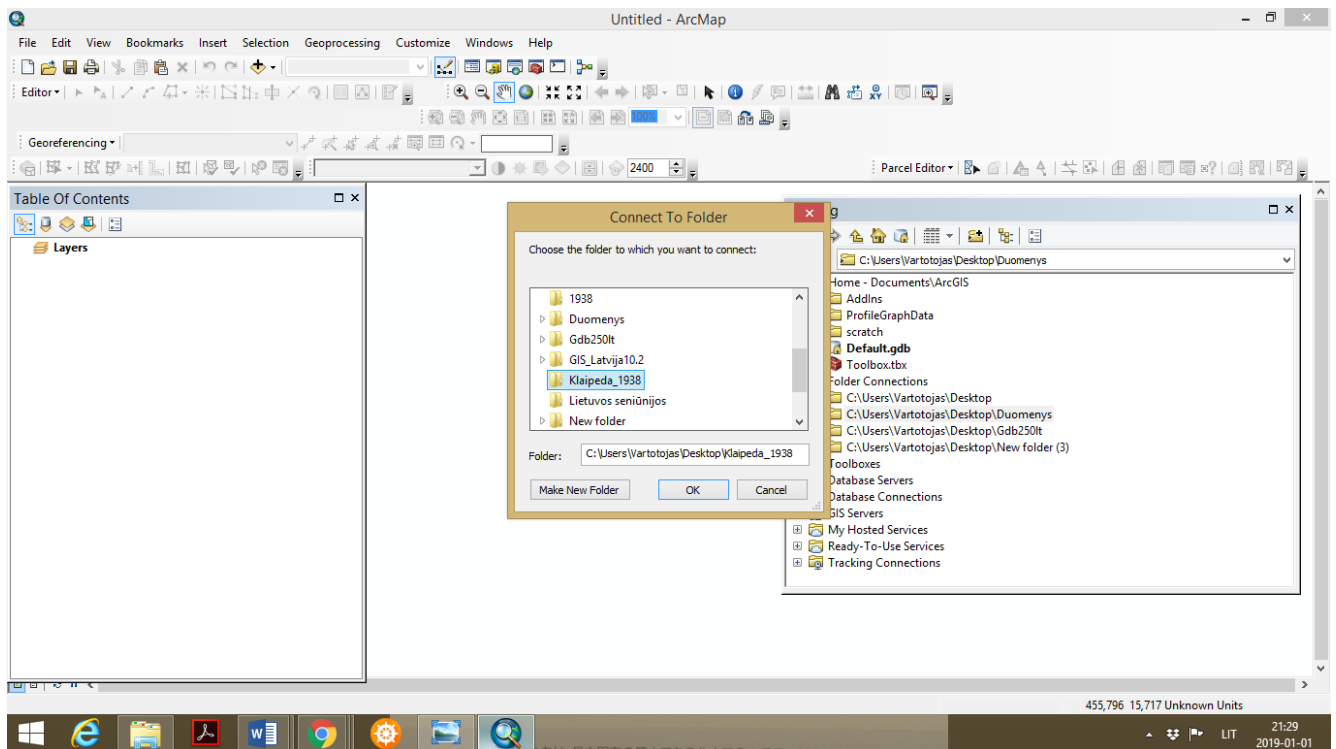 Untitled - ArcMap
File Edit View Bookmarks Insert Selection Geoprocessing Customize Windows Help
Editor
100%
Georeferencing
2400
Parcel Editor
Table Of Contents
Layers
Connect To Folder
Choose the folder to which you want to connect:
1938
Duomenys
Gdb250lt
GIS_Latvija10.2
Klaipeda_1938
Lietuvos seniūnijos
New folder
Folder: C:\Users\Vartotojas\Desktop\Klaipeda_1938
Make New Folder OK Cancel
C:\Users\Vartotojas\Desktop\Duomenys
Home - Documents\ArcGIS
AddIns
ProfileGraphData
scratch
Default.gdb
Toolbox.tbx
Folder Connections
C:\Users\Vartotojas\Desktop
C:\Users\Vartotojas\Desktop\Duomenys
C:\Users\Vartotojas\Desktop\Gdb250lt
C:\Users\Vartotojas\Desktop\New folder (3)
Toolboxes
Database Servers
Database Connections
GIS Servers
My Hosted Services
Ready-To-Use Services
Tracking Connections
455,796 15,717 Unknown Units
LIT
21:29
2019-01-01